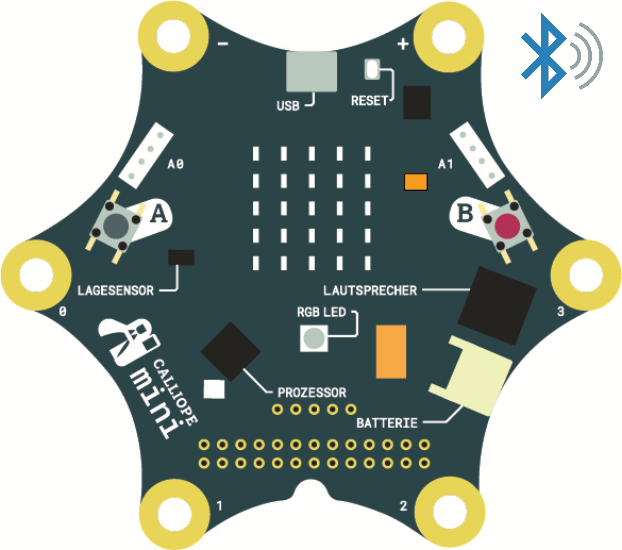 -
+
USB
RESET
A0
A1
A
B
LAGESENSOR
LAUTSPRECHER
0
3
RGB LED
CALLIOPE
mini
PROZESSOR
BATTERIE
1
2